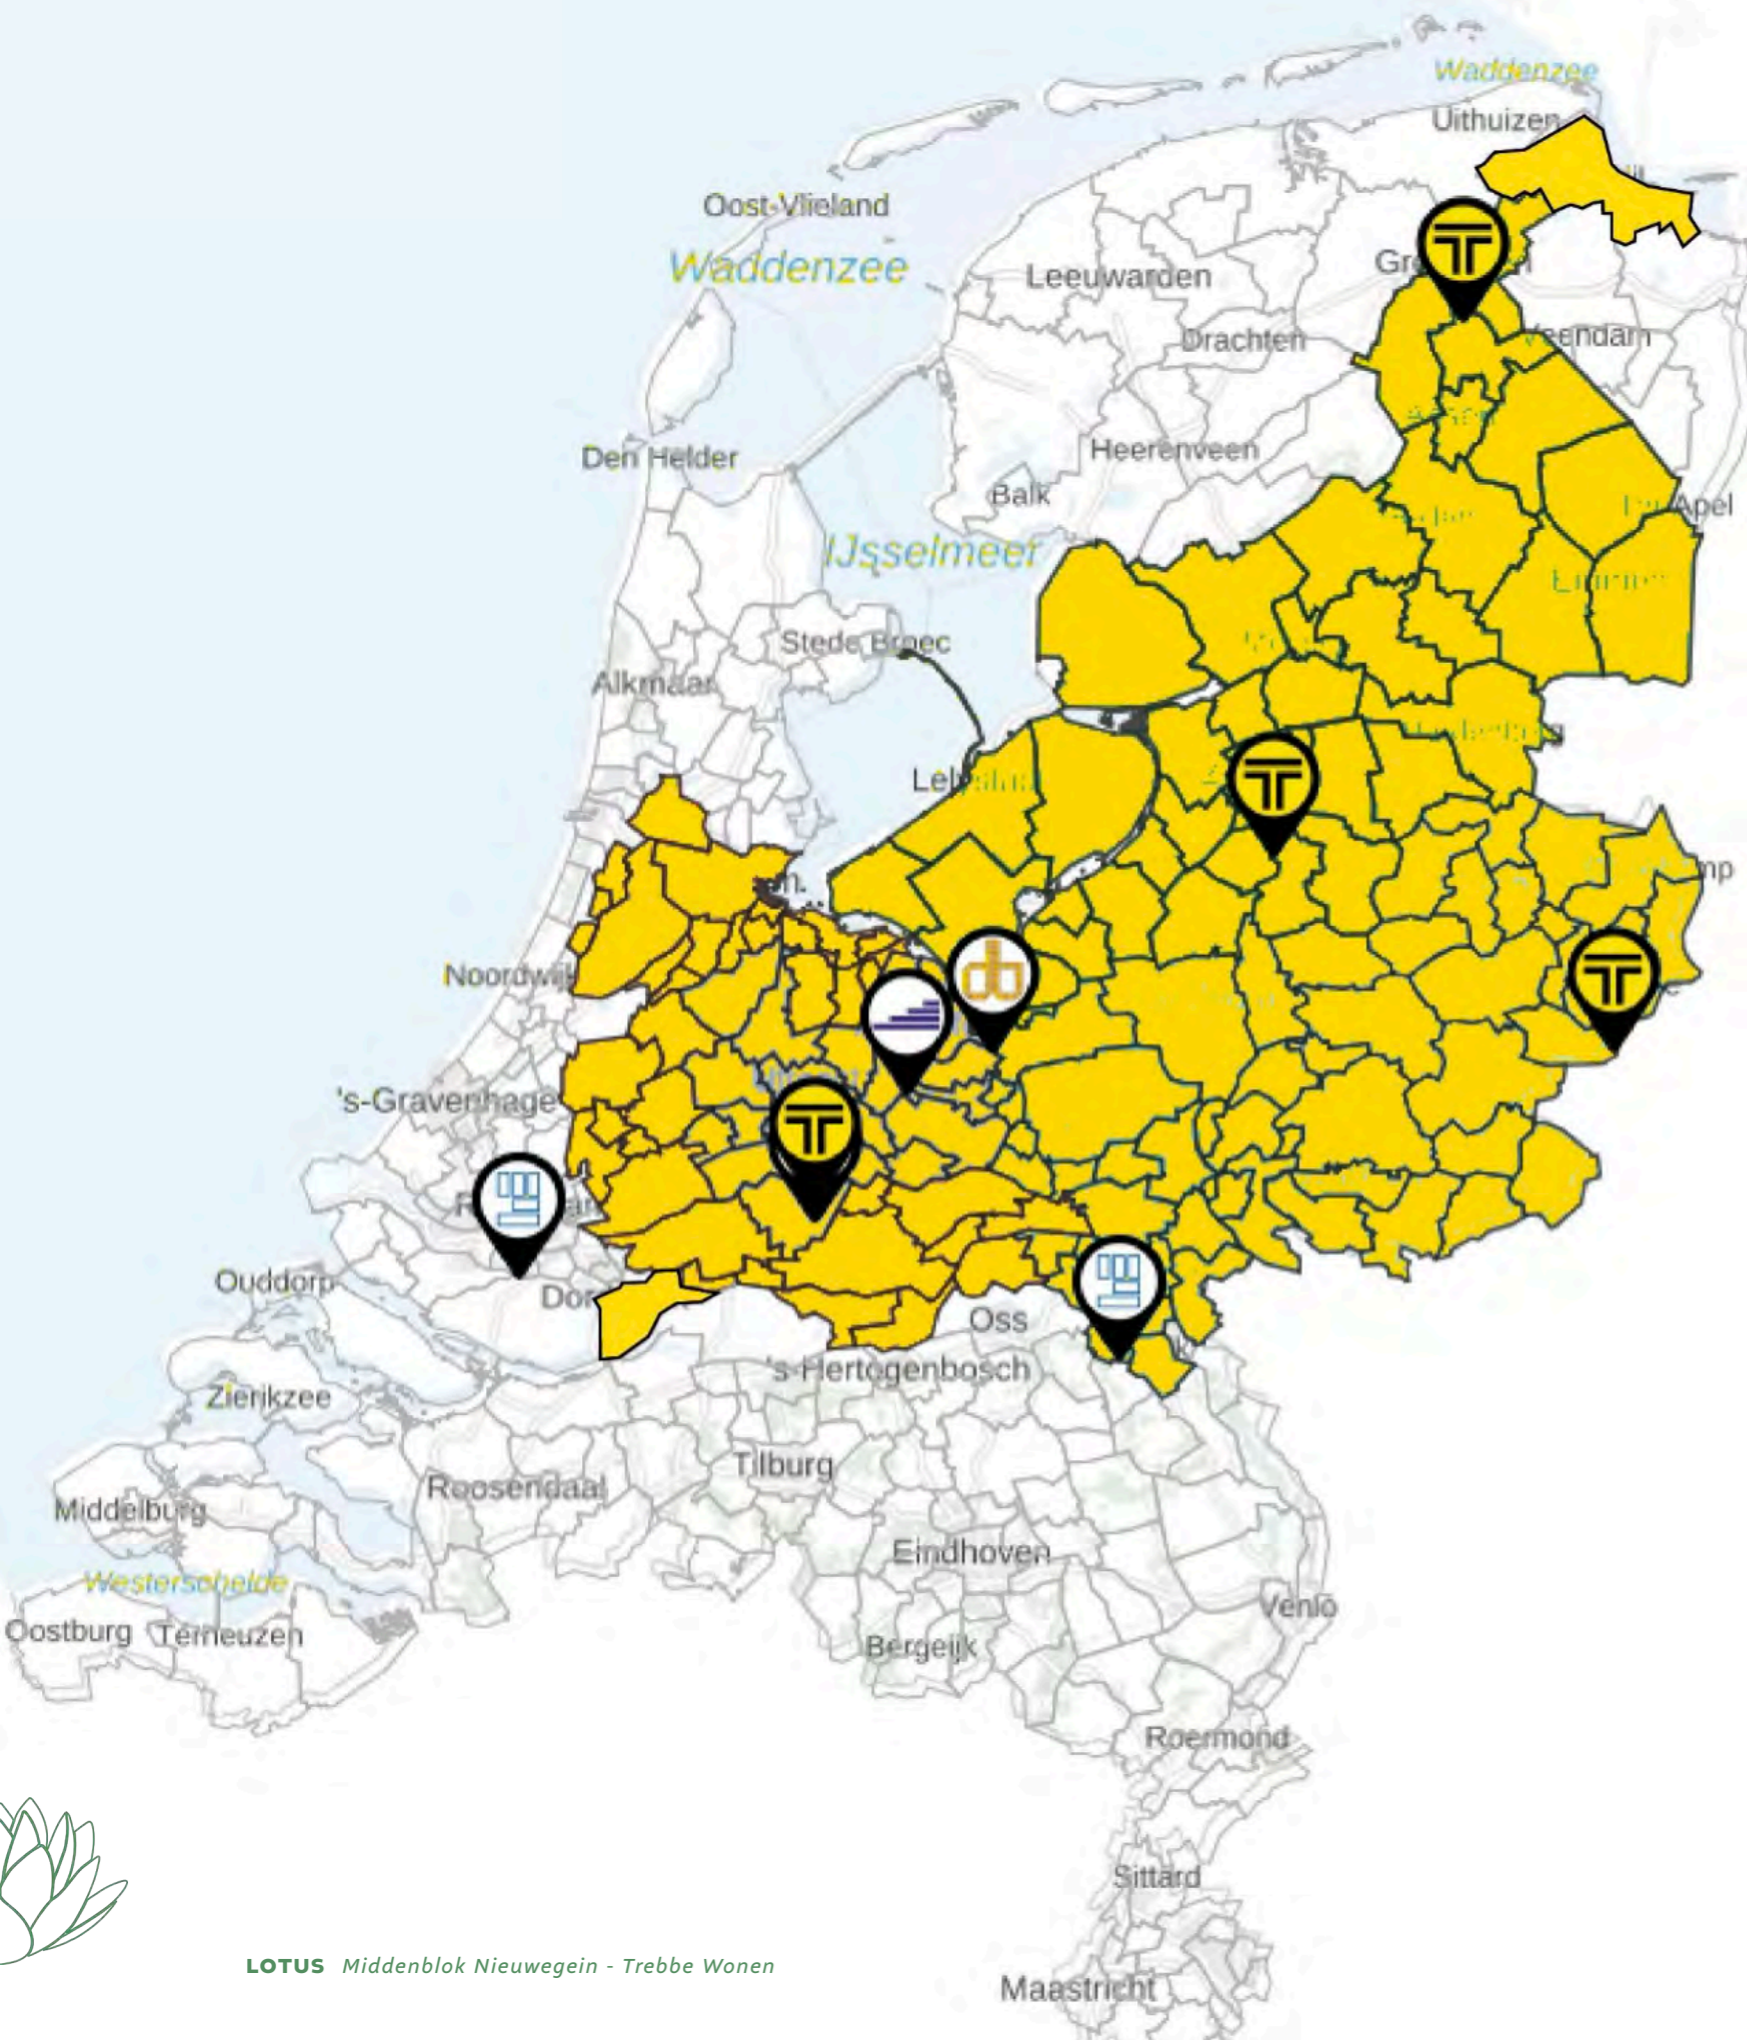 Waddenzee
Uithuizen
Oost-Vlieland
Waddenzee
Leeuwarden
Drachten
Veendam
Den Helder
Heerenveen
Balk
Apel
IJsselmeer
Stede Broec
Alkmaar
Noordwijk
's-Gravenhage
Ouddorp
Oss
's-Hertogenbosch
Zierikzee
Tilburg
Roosendaal
Middelburg
Eindhoven
Westerschelde
Venlo
Oostburg Terneuzen
Bergeijk
Roermond
Sittard
LOTUS Middenblok Nieuwegein - Trebbe Wonen
Maastricht